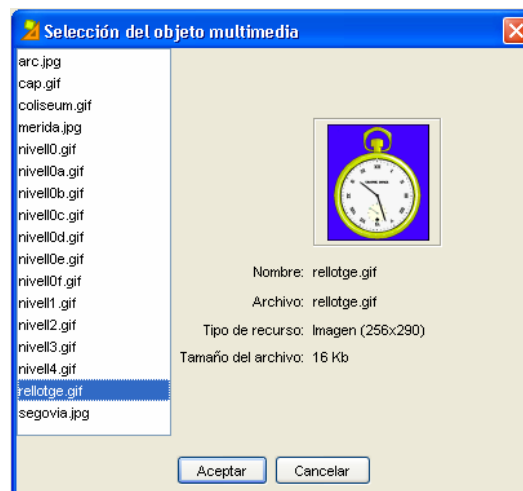 Selección del objeto multimedia
arc.jpg
cap.gif
coliseum.gif
merida.jpg
nivell0.gif
nivell0a.gif
nivell0b.gif
nivell0c.gif
nivell0d.gif
nivell0e.gif
nivell0f.gif
nivell1.gif
nivell2.gif
nivell3.gif
nivell4.gif
rellotge.gif
segovia.jpg
Nombre: rellotge.gif
Archivo: rellotge.gif
Tipo de recurso: Imagen (256x290)
Tamaño del archivo: 16 Kb
Aceptar Cancelar